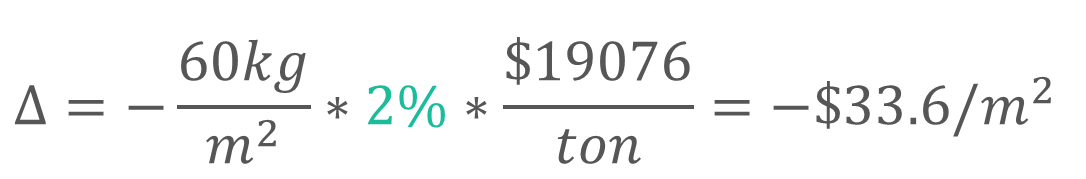 Δ = − 60kg/m² * 2% * $19076/ton = −$33.6/m²